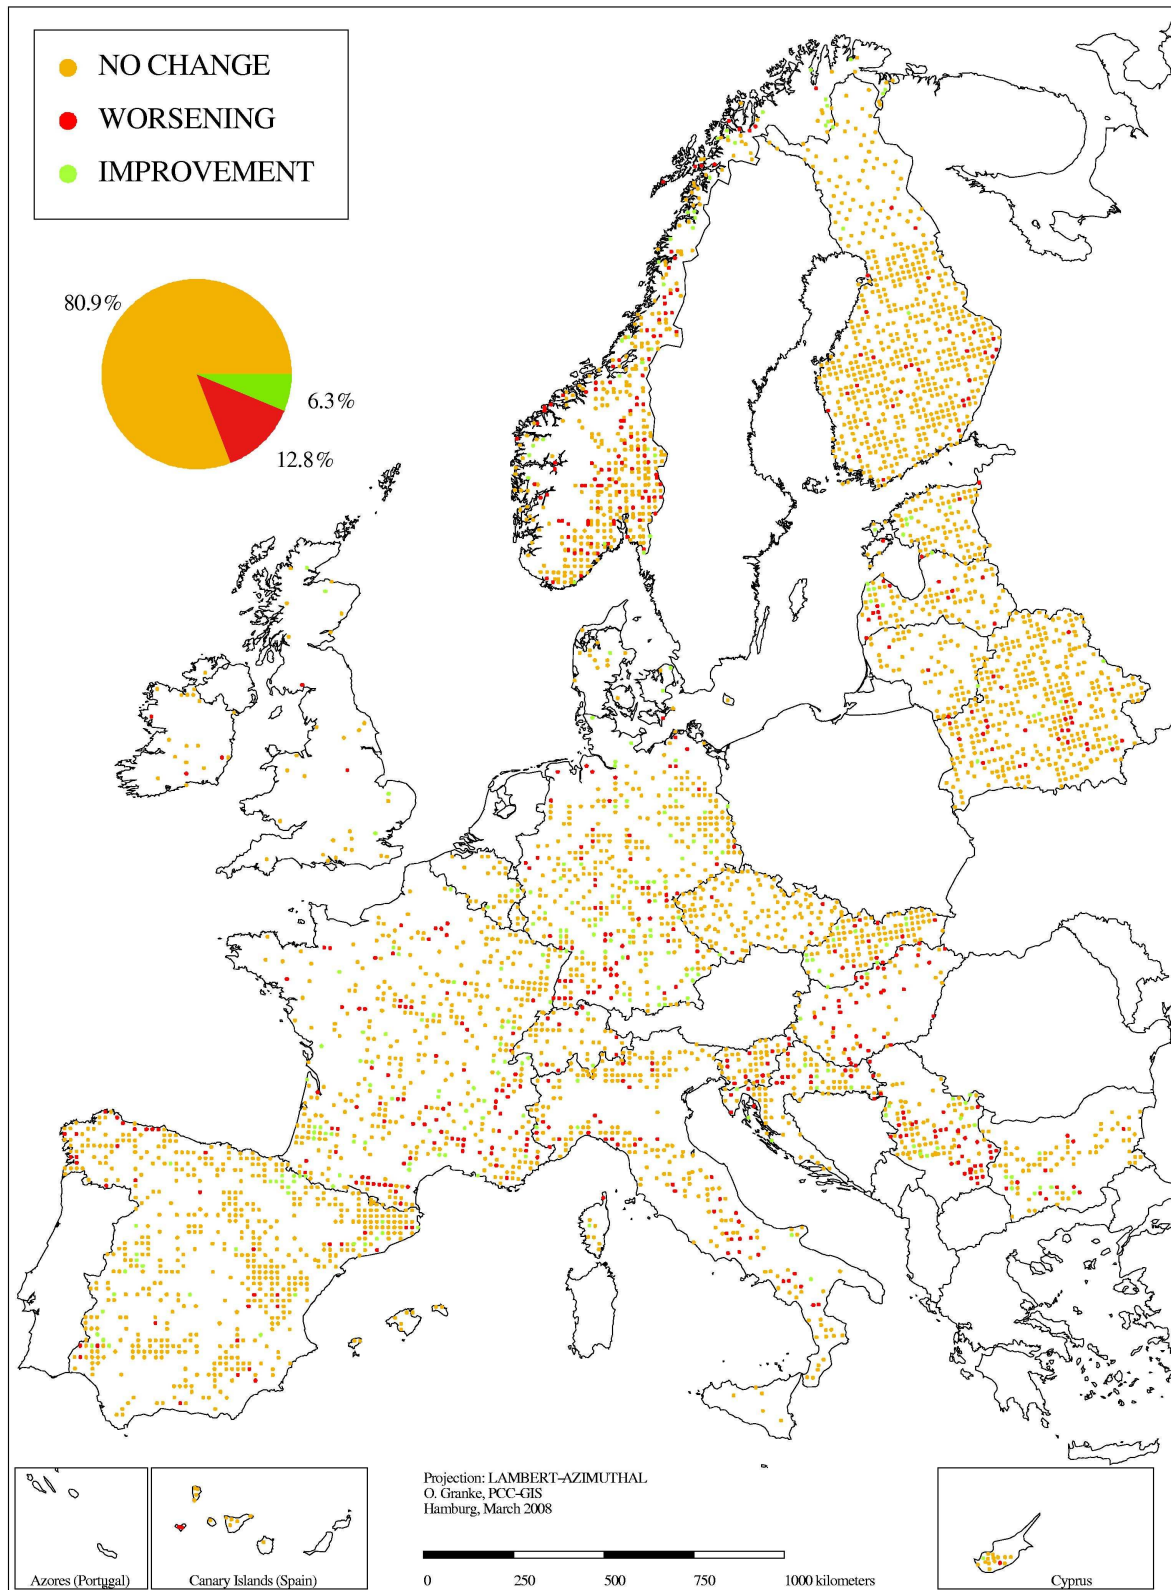 NO CHANGE
WORSENING
IMPROVEMENT
80.9%
6.3%
12.8%
Projection: LAMBERT-AZIMUTHAL
O. Granke, PCC-GIS
Hamburg, March 2008
0 250 500 750 1000 kilometers
Azores (Portugal)
Canary Islands (Spain)
Cyprus